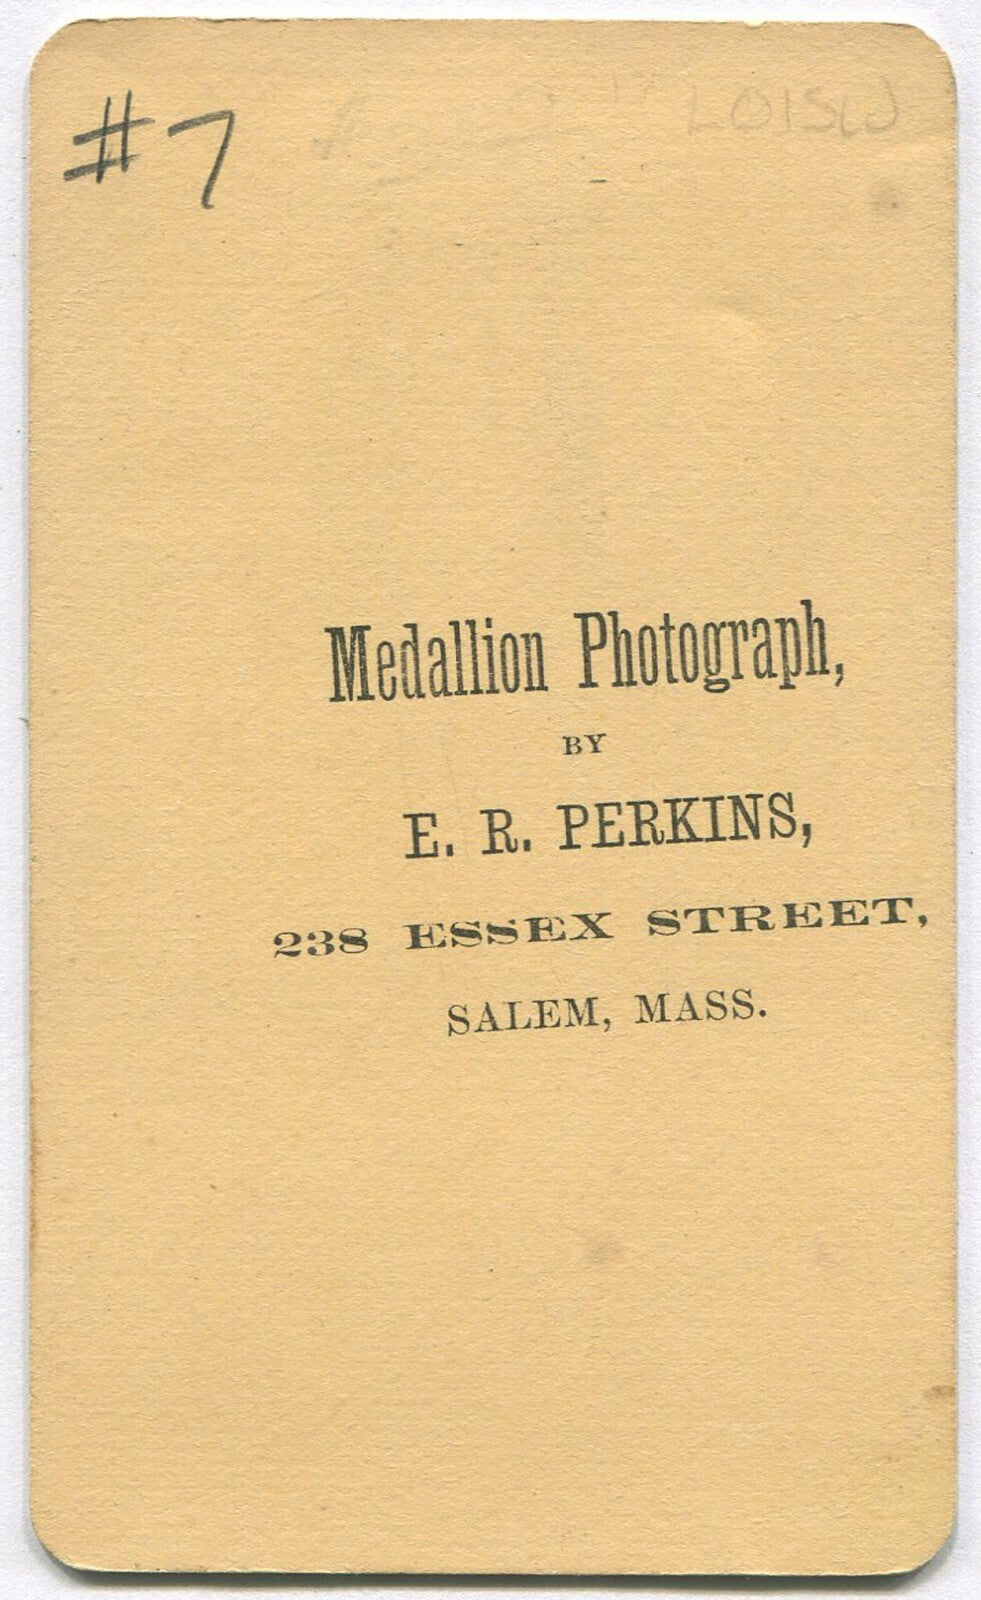 #7
Medallion Photograph,
BY
E. R. PERKINS,
238 ESSEX STREET,
SALEM, MASS.